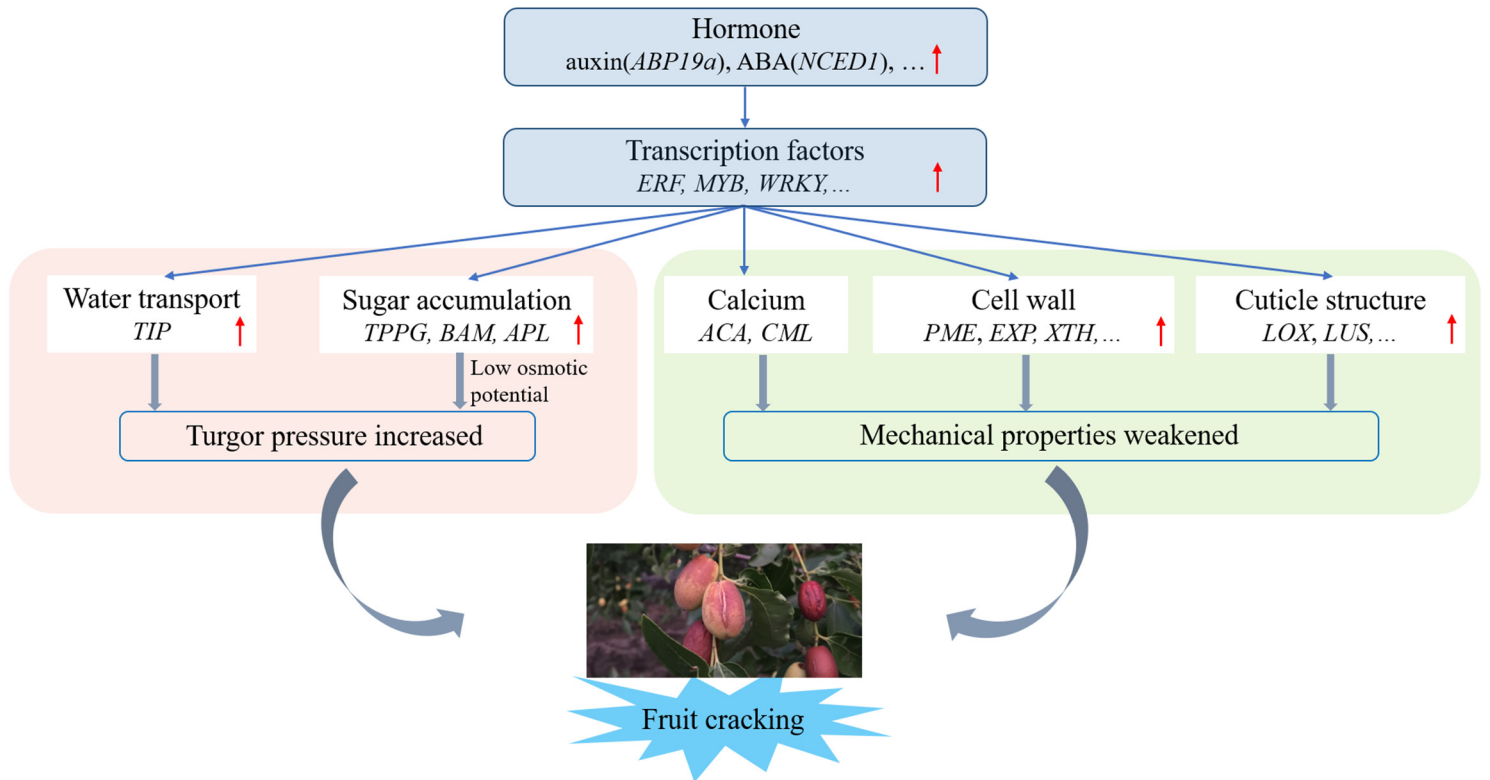 Hormone
auxin(ABP19a), ABA(NCED1), …
Transcription factors
ERF, MYB, WRKY,…
Water transport
TIP
Sugar accumulation
TPPG, BAM, APL
Calcium
ACA, CML
Cell wall
PME, EXP, XTH,…
Cuticle structure
LOX, LUS,…
Low osmotic
potential
Turgor pressure increased
Mechanical properties weakened
Fruit cracking